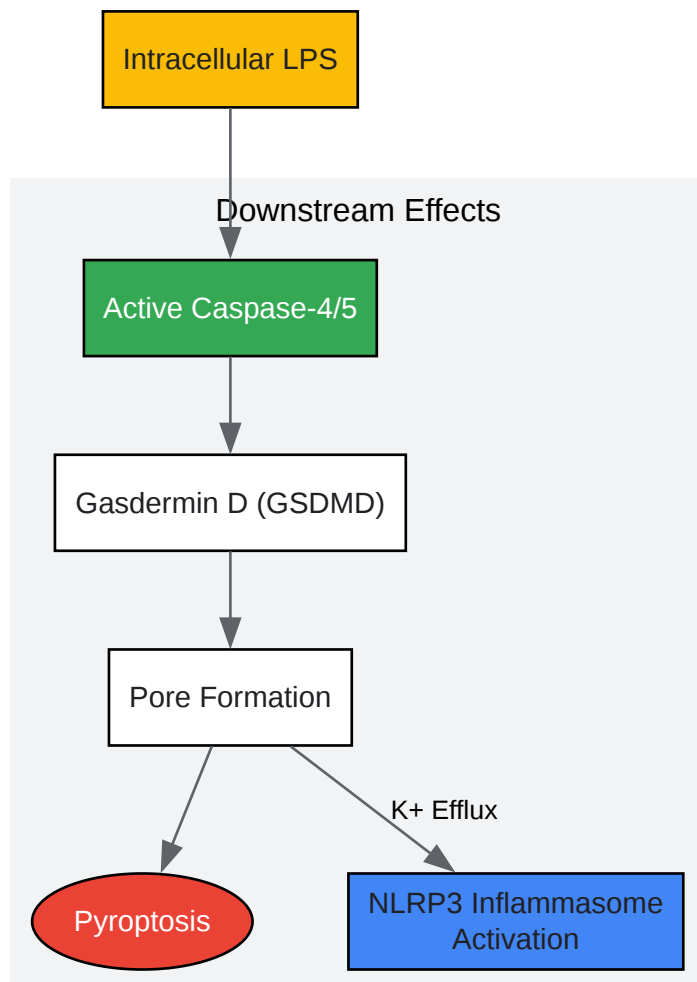 Intracellular LPS
Downstream Effects
Active Caspase-4/5
Gasdermin D (GSDMD)
Pore Formation
K+ Efflux
Pyroptosis
NLRP3 Inflammasome
Activation